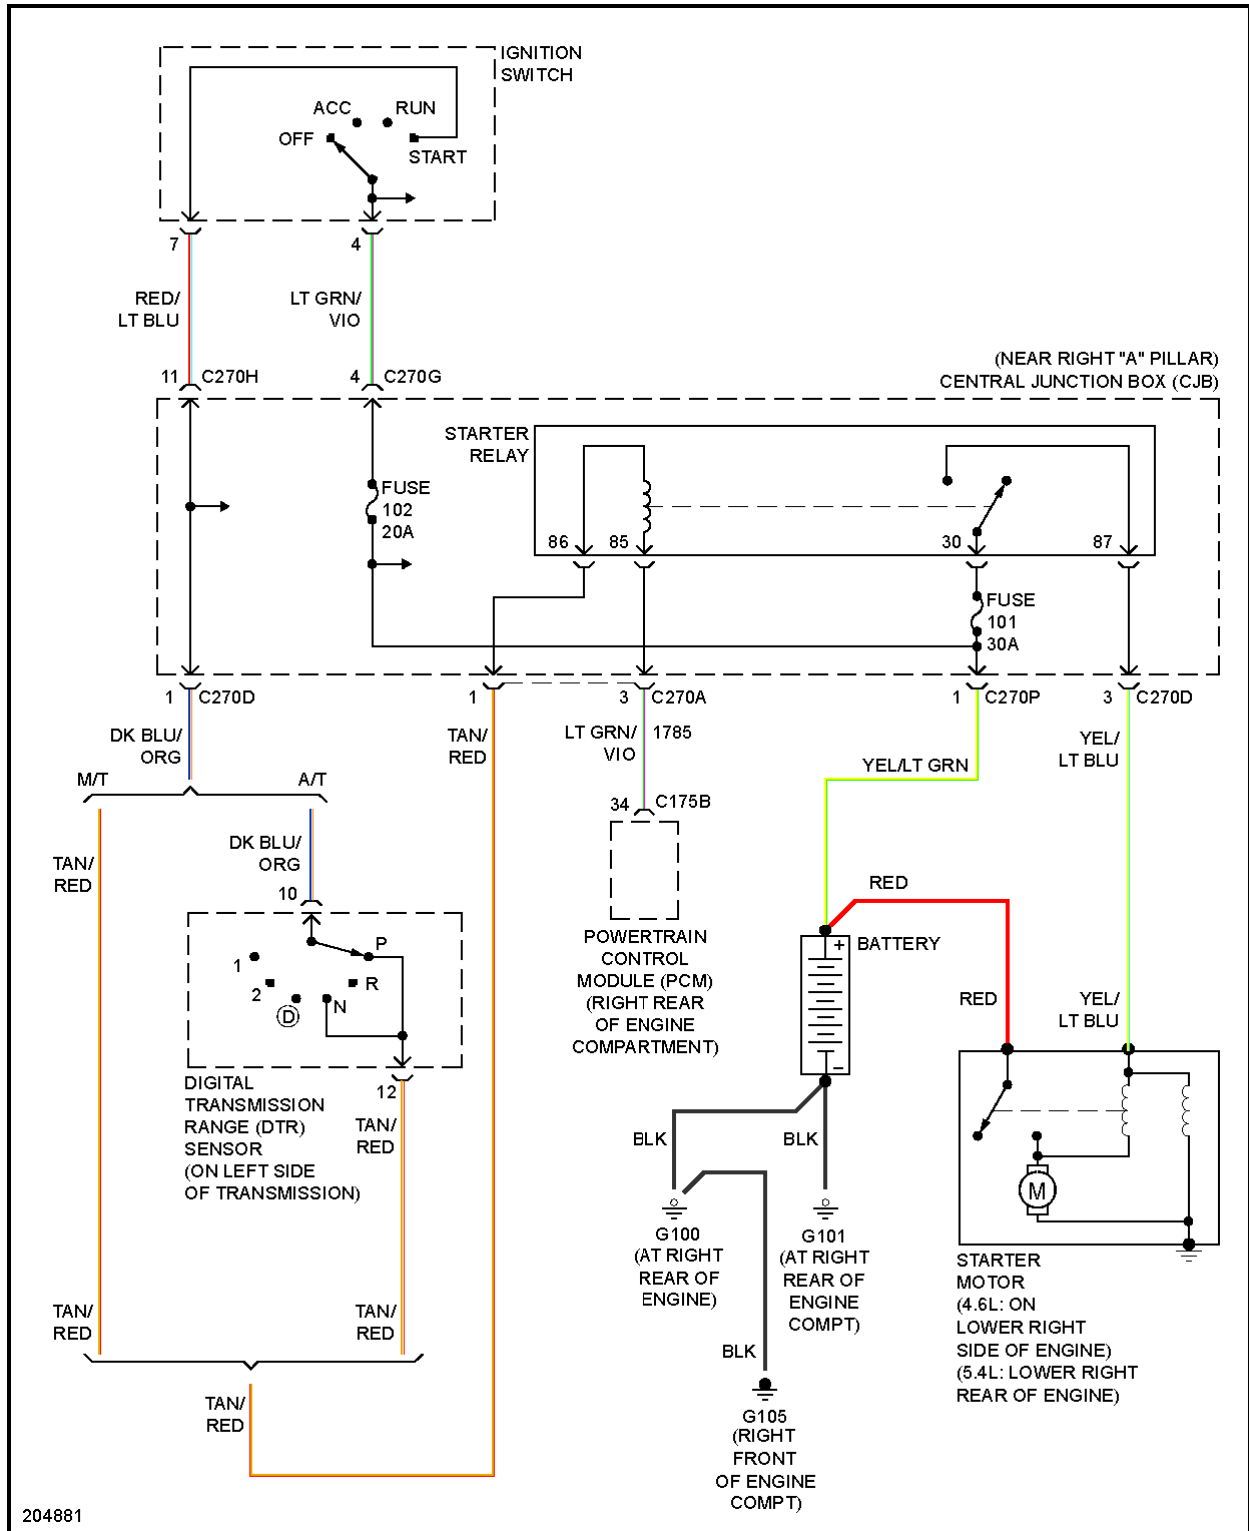 IGNITION
SWITCH
ACC
RUN
OFF
START
7
4
RED/
LT BLU
LT GRN/
VIO
(NEAR RIGHT "A" PILLAR)
CENTRAL JUNCTION BOX (CJB)
11
C270H
4
C270G
STARTER
RELAY
FUSE
102
20A
86
85
30
87
FUSE
101
30A
1
C270D
1
3
C270A
1
C270P
3
C270D
DK BLU/
ORG
TAN/
RED
LT GRN/
VIO
1785
YEL/LT GRN
YEL/
LT BLU
M/T
A/T
34
C175B
TAN/
RED
DK BLU/
ORG
10
RED
P
1
R
2
N
D
POWERTRAIN
CONTROL
MODULE (PCM)
(RIGHT REAR
OF ENGINE
COMPARTMENT)
+
BATTERY
−
RED
YEL/
LT BLU
DIGITAL
TRANSMISSION
RANGE (DTR)
SENSOR
(ON LEFT SIDE
OF TRANSMISSION)
12
TAN/
RED
BLK
BLK
M
G100
(AT RIGHT
REAR OF
ENGINE)
G101
(AT RIGHT
REAR OF
ENGINE
COMPT)
STARTER
MOTOR
(4.6L: ON
LOWER RIGHT
SIDE OF ENGINE)
(5.4L: LOWER RIGHT
REAR OF ENGINE)
TAN/
RED
TAN/
RED
BLK
TAN/
RED
G105
(RIGHT
FRONT
OF ENGINE
COMPT)
204881